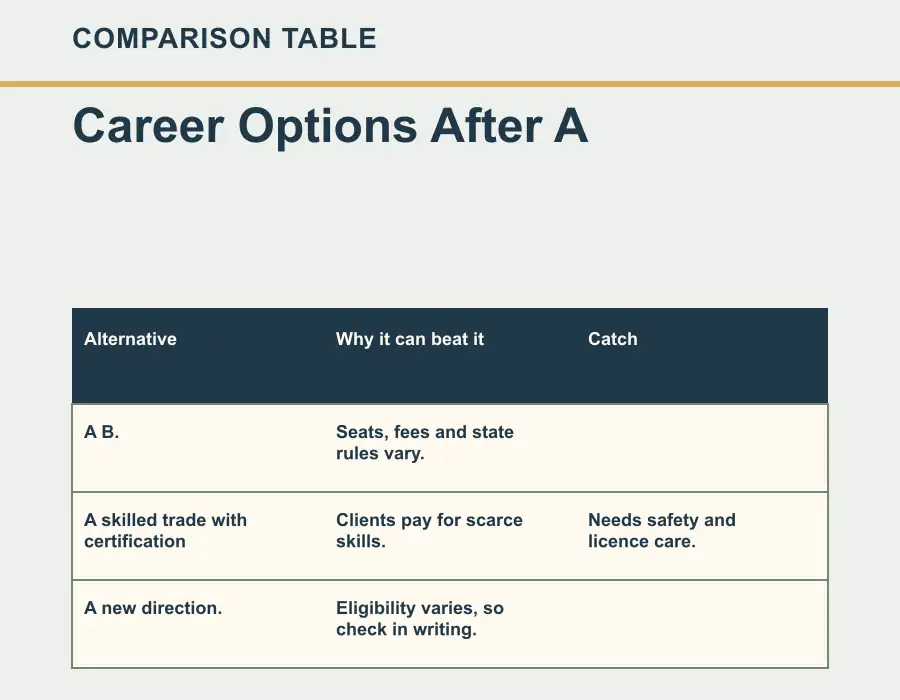 COMPARISON TABLE
Career Options After A
Alternative
Why it can beat it
Catch
A B.
Seats, fees and state
rules vary.
A skilled trade with
certification
Clients pay for scarce
skills.
Needs safety and
licence care.
A new direction.
Eligibility varies, so
check in writing.